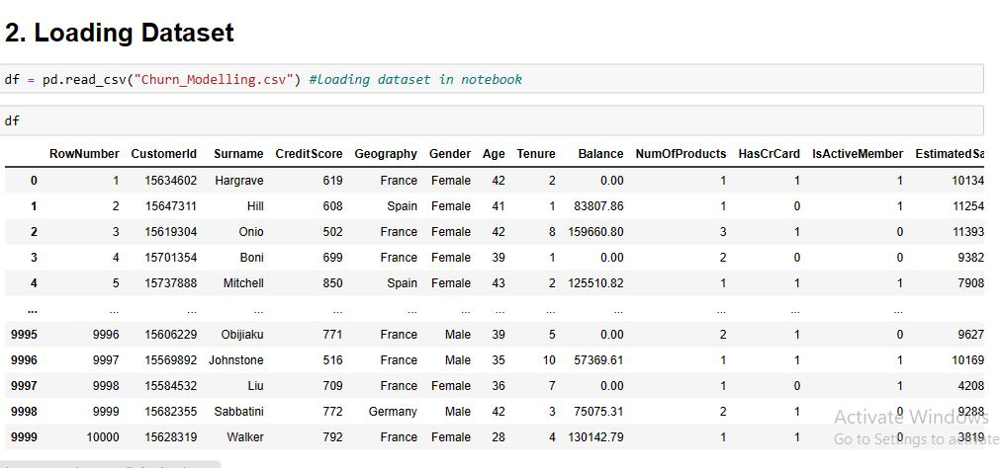 2. Loading Dataset
df = pd.read_csv("Churn_Modelling.csv") #loading dataset in notebook
df
RowNumber CustomerId Surname CreditScore Geography Gender Age Tenure Balance NumOfProducts HasCrCard IsActiveMember EstimatedSa
0 1 15634602 Hargrave 619 France Female 42 2 0.00 1 1 1 10134
1 2 15647311 Hill 608 Spain Female 41 1 83807.86 1 0 1 11254
2 3 15619304 Onio 502 France Female 42 8 159660.80 3 1 0 11393
3 4 15701354 Boni 699 France Female 39 1 0.00 2 0 0 9382
4 5 15737888 Mitchell 850 Spain Female 43 2 125510.82 1 1 1 7908
... ... ... ... ... ... ... ... ... ... ... ... ...
9995 9996 15606229 Obijiaku 771 France Male 39 5 0.00 2 1 0 9627
9996 9997 15569892 Johnstone 516 France Male 35 10 57369.61 1 1 1 10169
9997 9998 15584532 Liu 709 France Female 36 7 0.00 1 0 1 4208
9998 9999 15682355 Sabbatini 772 Germany Male 42 3 75075.31 2 1 0 9288
9999 10000 15628319 Walker 792 France Female 28 4 130142.79 1 1 0 3819
Activate Windows
Go to Settings to activate